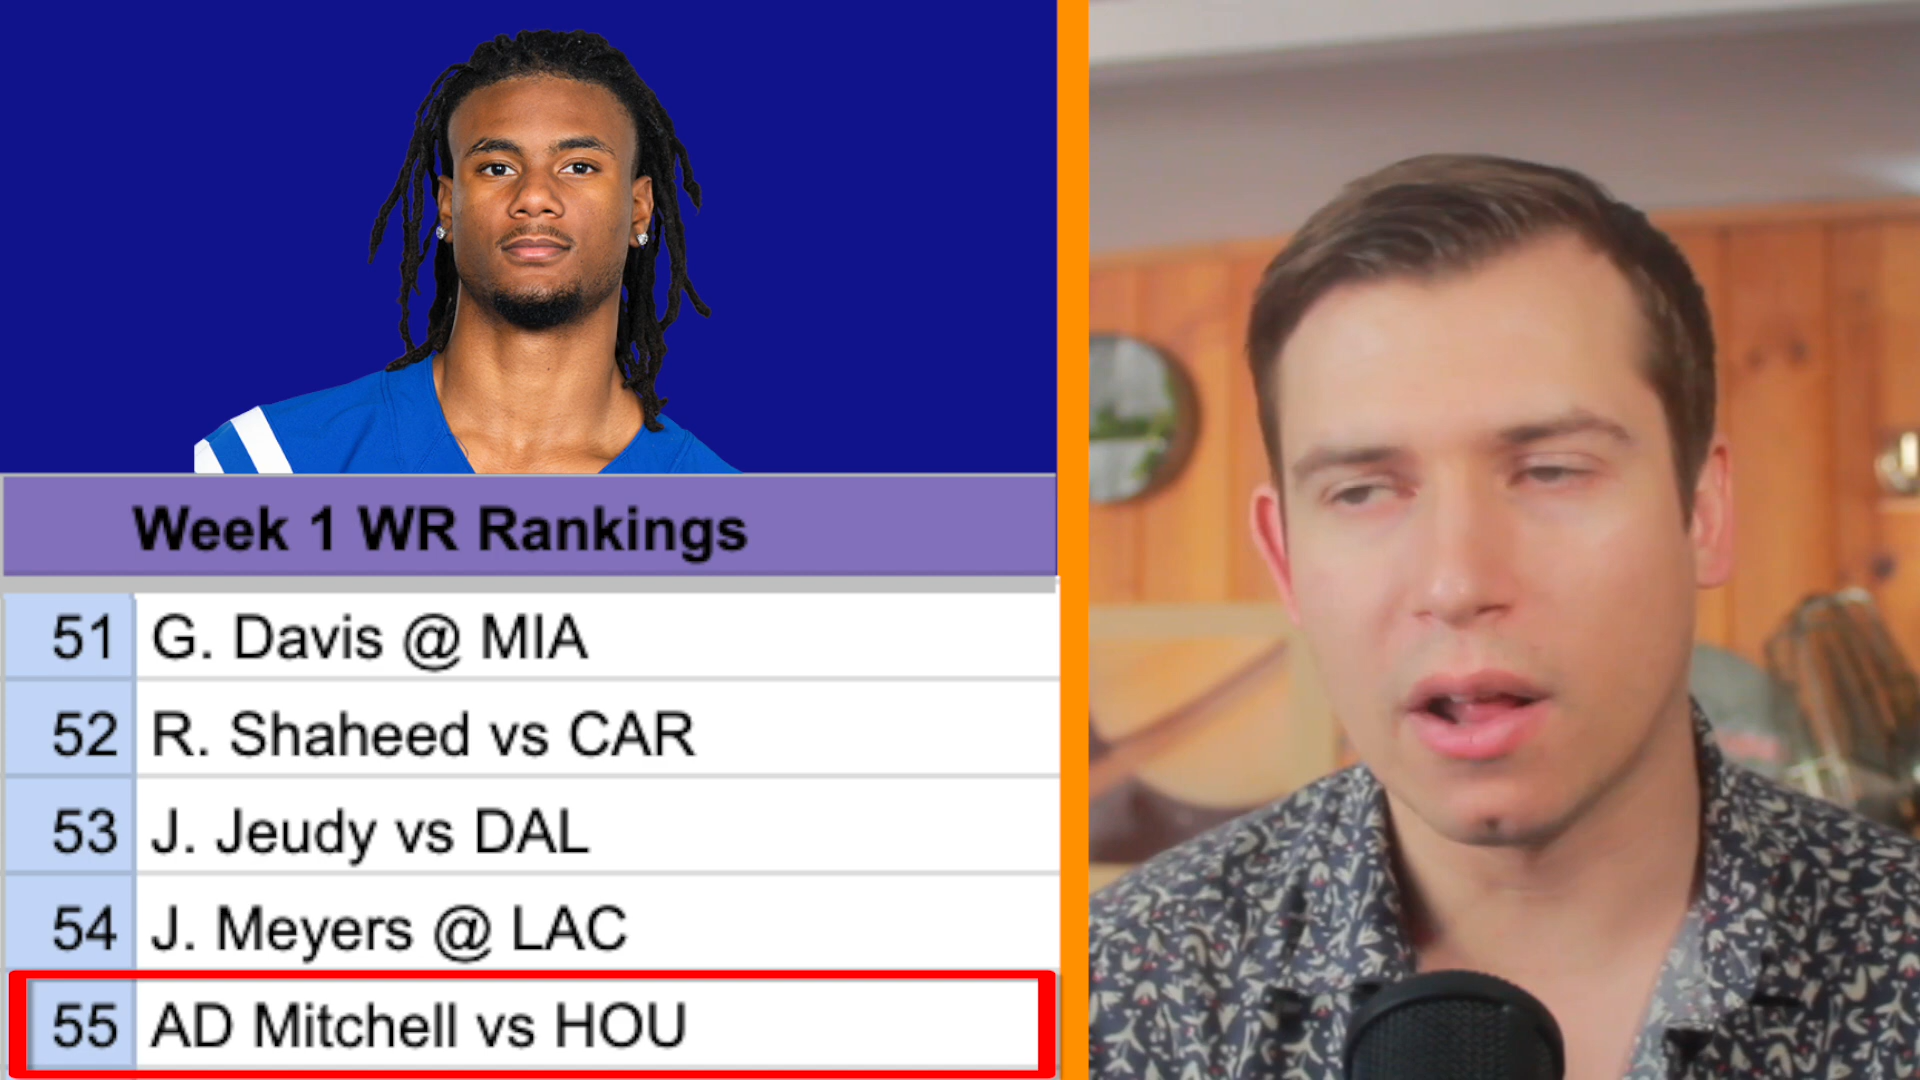 Week 1 WR Rankings
51 G. Davis @ MIA
52 R. Shaheed vs CAR
53 J. Jeudy vs DAL
54 J. Meyers @ LAC
55 AD Mitchell vs HOU